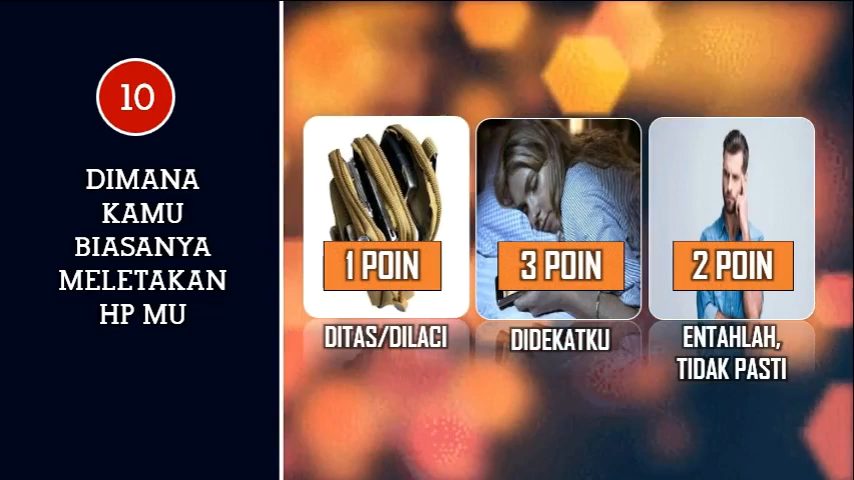 10
DIMANA
KAMU
BIASANYA
MELETAKAN
HP MU
1 POIN
3 POIN
2 POIN
DITAS/DILACI
DIDEKATKU
ENTAHLAH,
TIDAK PASTI